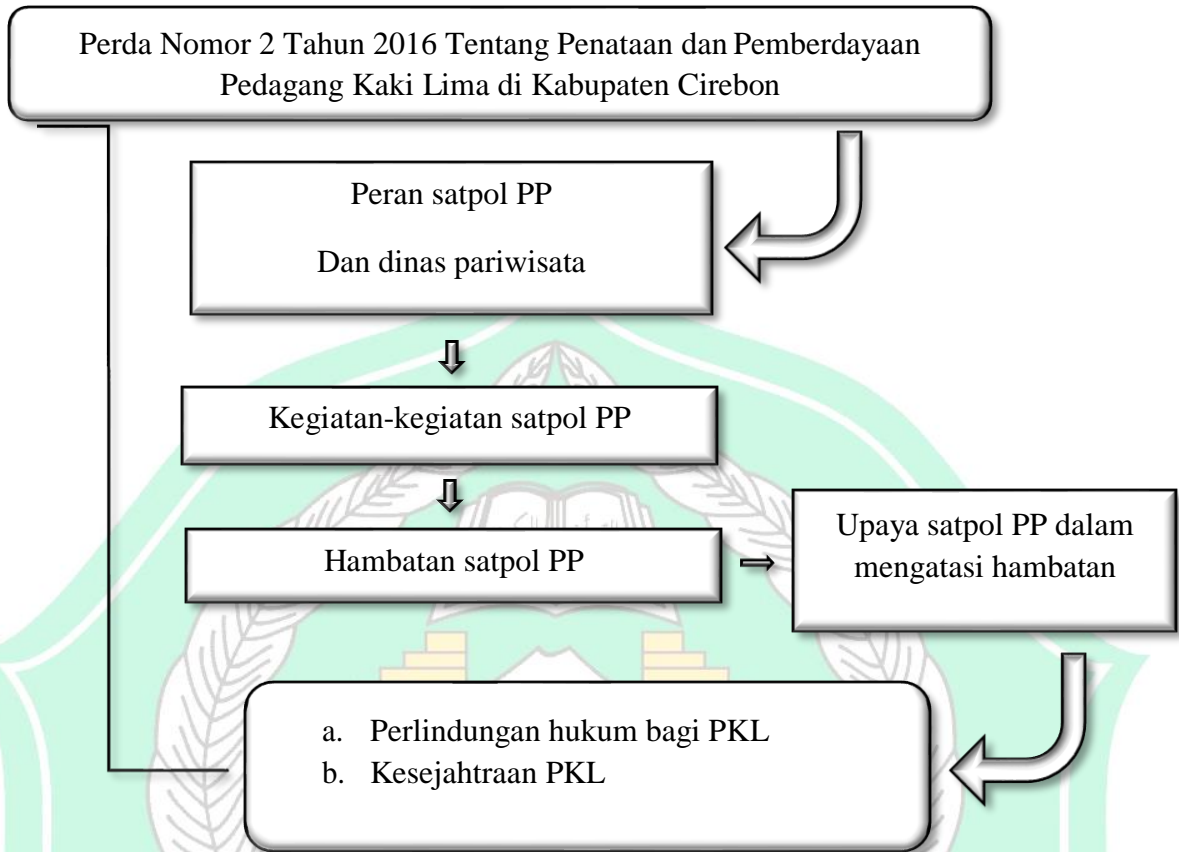 Perda Nomor 2 Tahun 2016 Tentang Penataan dan Pemberdayaan
Pedagang Kaki Lima di Kabupaten Cirebon
Peran satpol PP
Dan dinas pariwisata
Kegiatan-kegiatan satpol PP
Hambatan satpol PP
Upaya satpol PP dalam
mengatasi hambatan
a. Perlindungan hukum bagi PKL
b. Kesejahtraan PKL